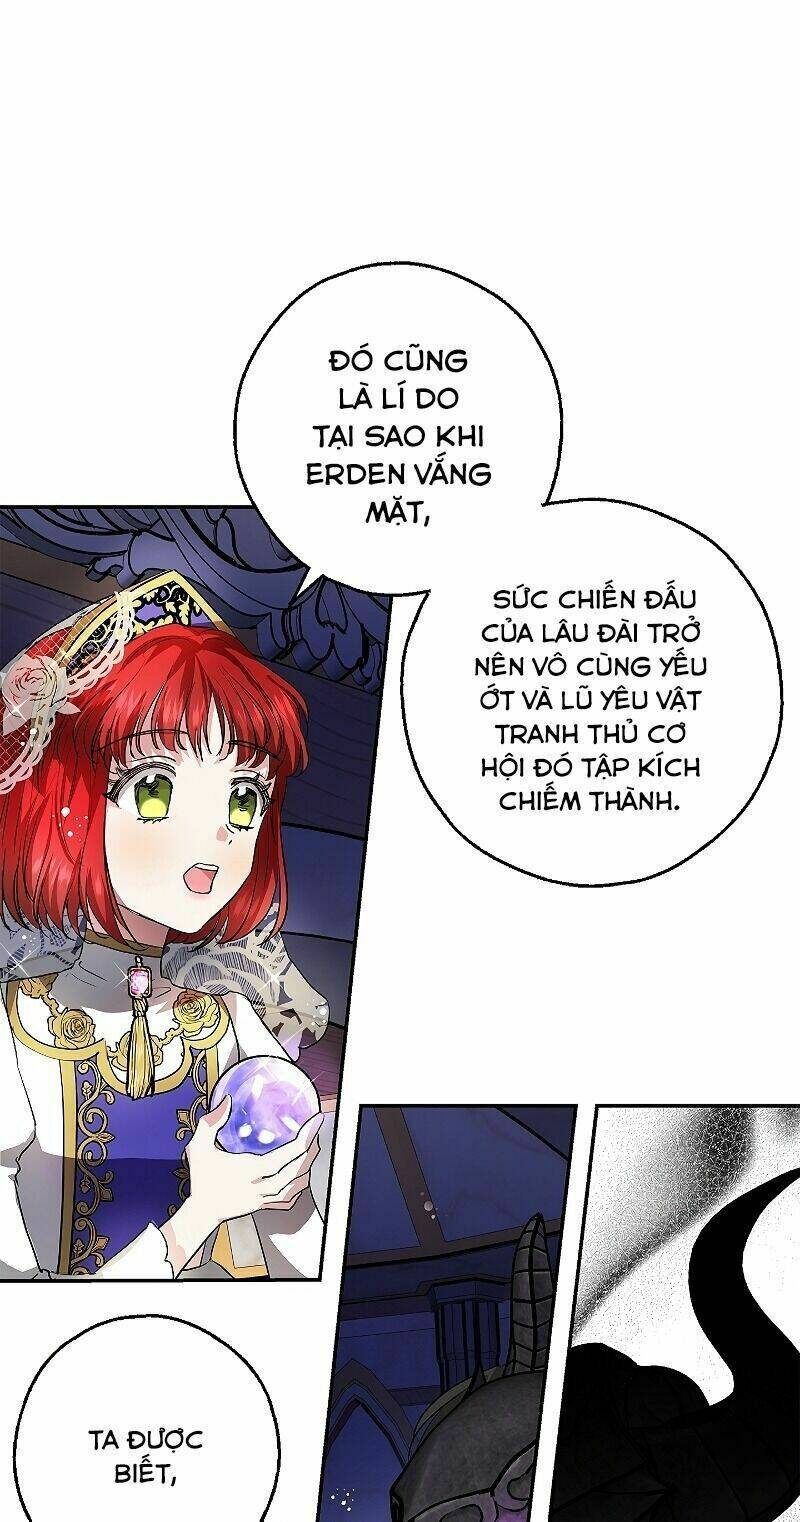 ĐÓ CŨNG
LÀ LÍ DO
TẠI SAO KHI
ERDEN VẮNG
MẶT,
SỨC CHIẾN ĐẤU
CỦA LÂU ĐÀI TRỞ
NÊN VÔ CÙNG YẾU
ỚT VÀ LŨ YÊU VẬT
TRANH THỦ CƠ
HỘI ĐÓ TẬP KÍCH
CHIẾM THÀNH.
TA ĐƯỢC
BIẾT,